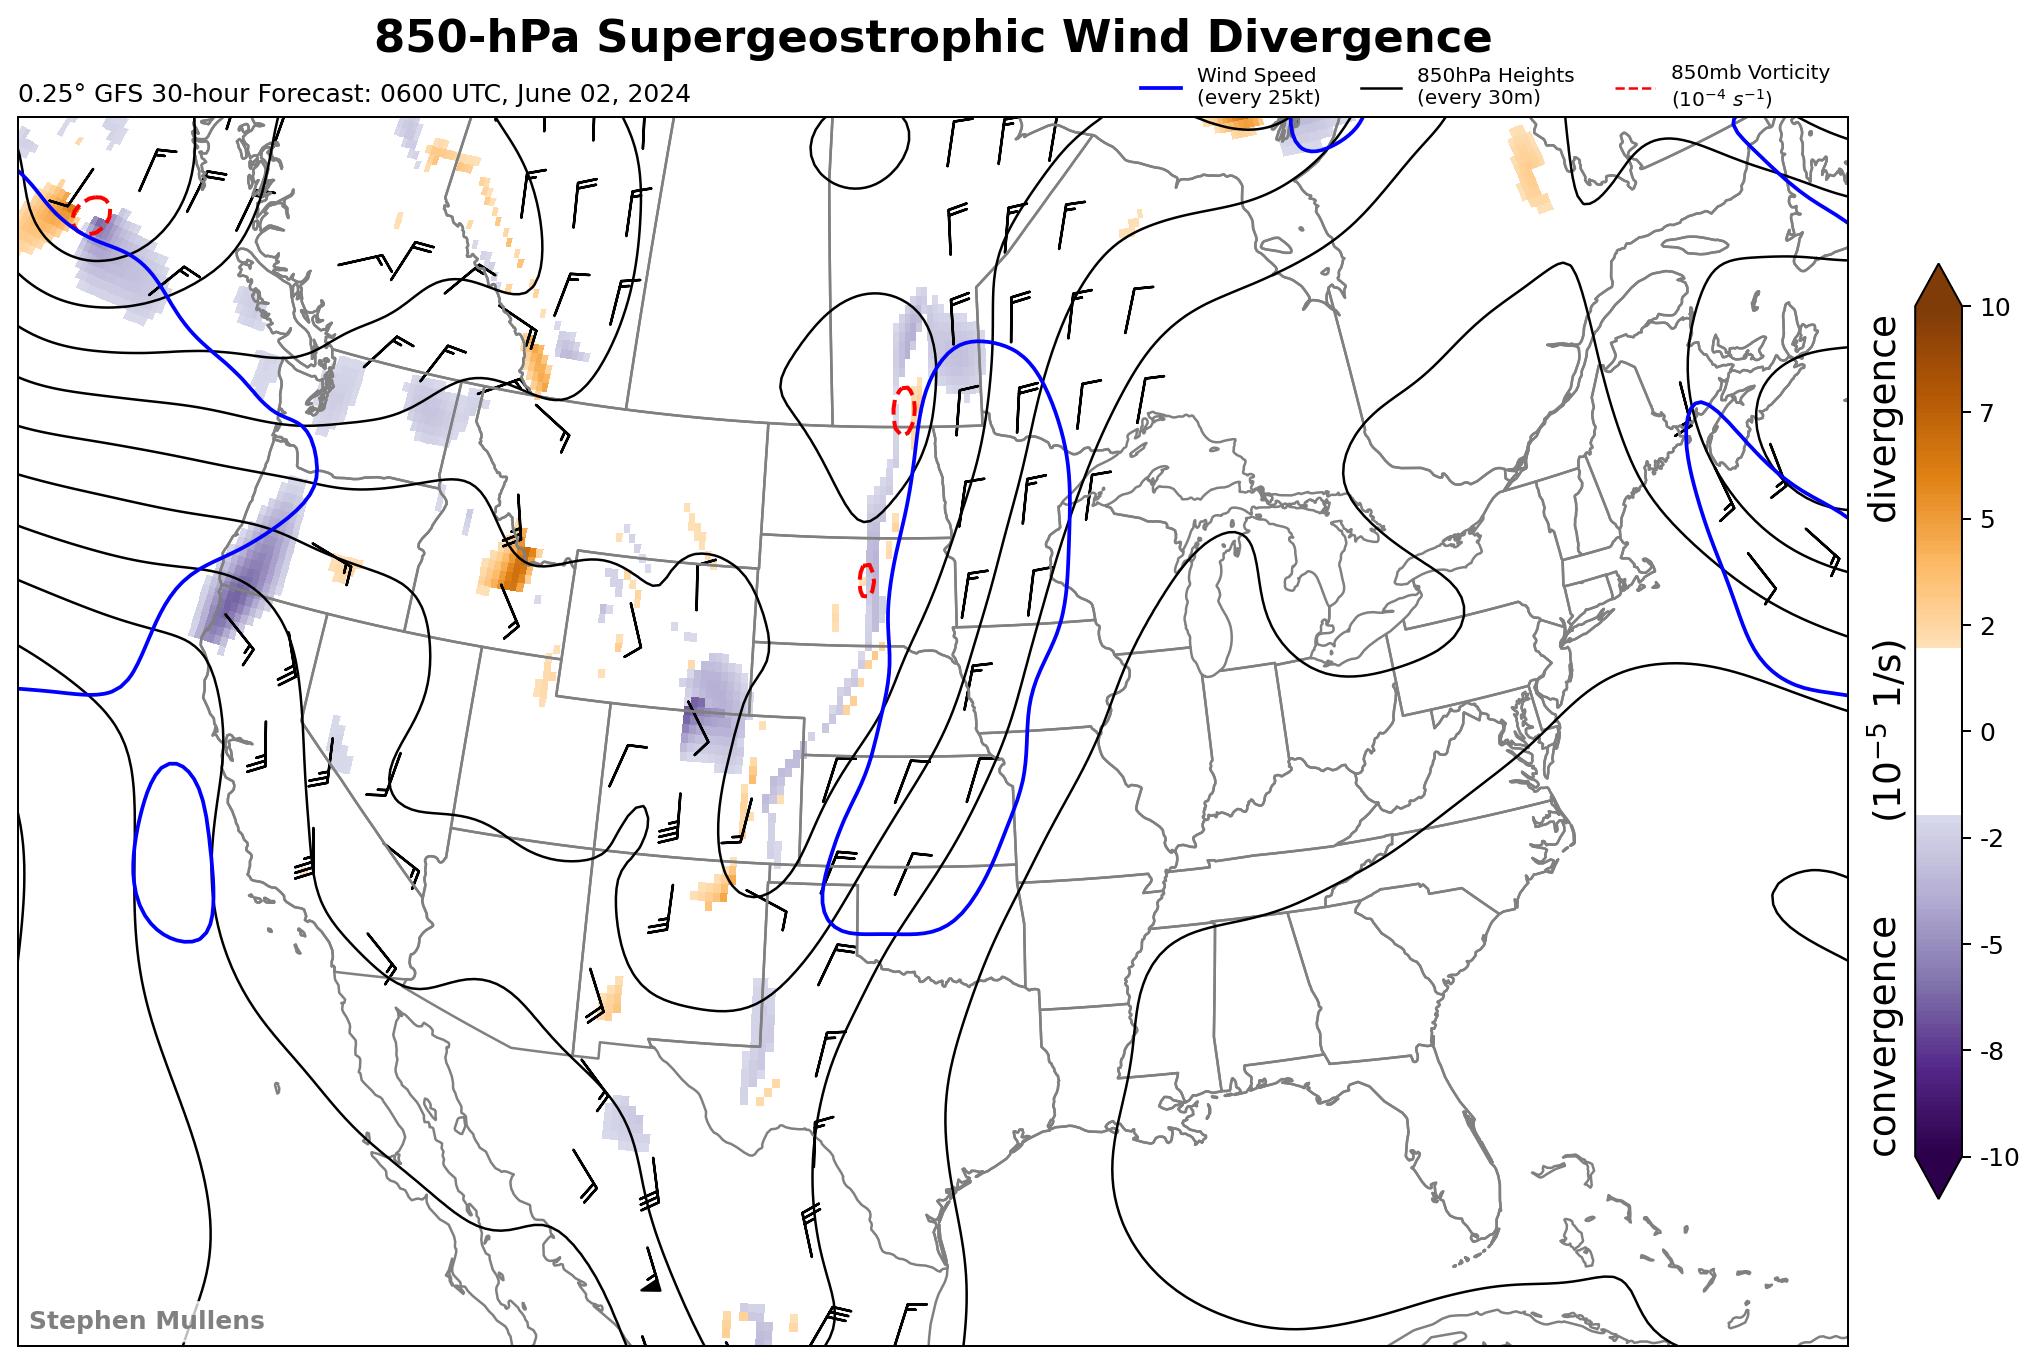 850-hPa Supergeostrophic Wind Divergence
0.25° GFS 30-hour Forecast: 0600 UTC, June 02, 2024
Wind Speed
(every 25kt)
850hPa Heights
(every 30m)
850mb Vorticity
(10⁻⁴ s⁻¹)
10
7
5
2
0
-2
-5
-8
-10
convergence (10⁻⁵ 1/s) divergence
Stephen Mullens